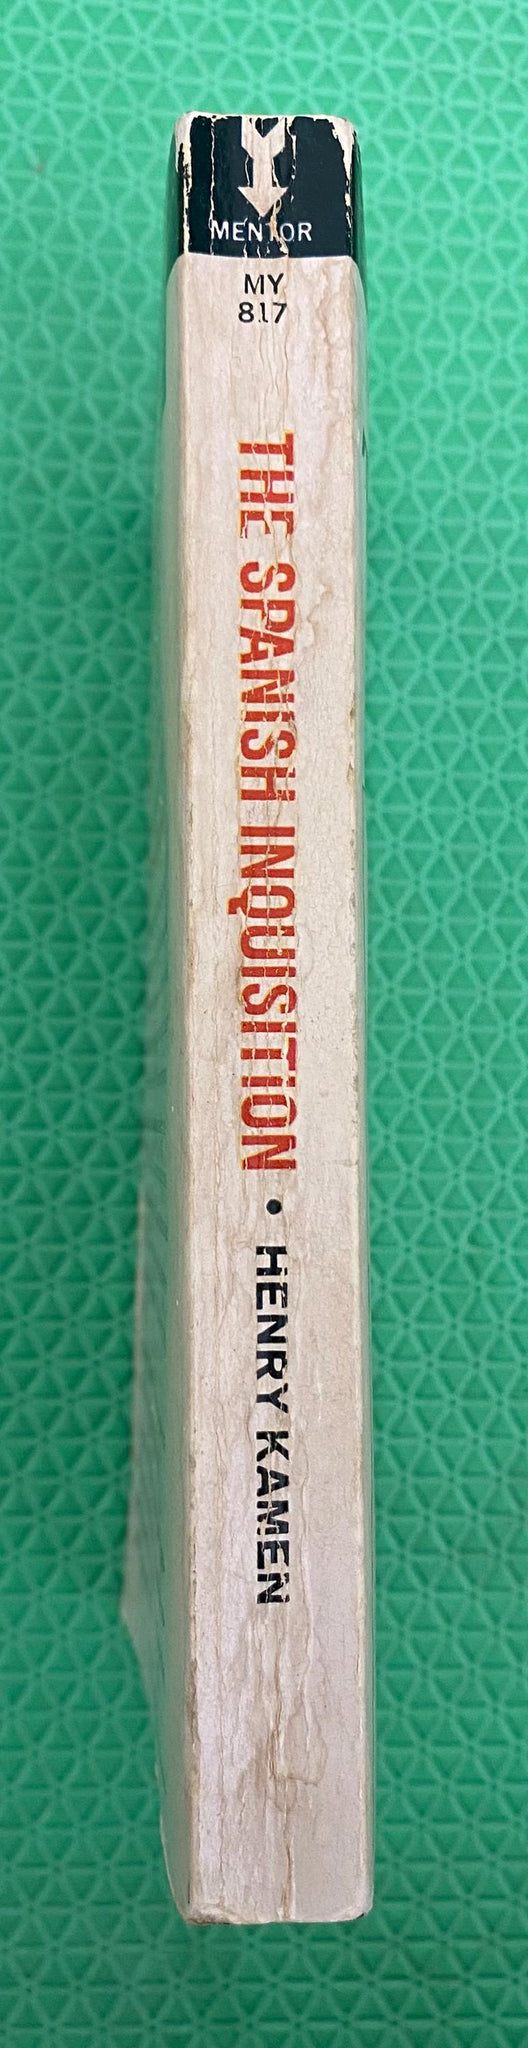 MENTOR
MY
817
THE SPANISH INQUISITION • HENRY KAMEN